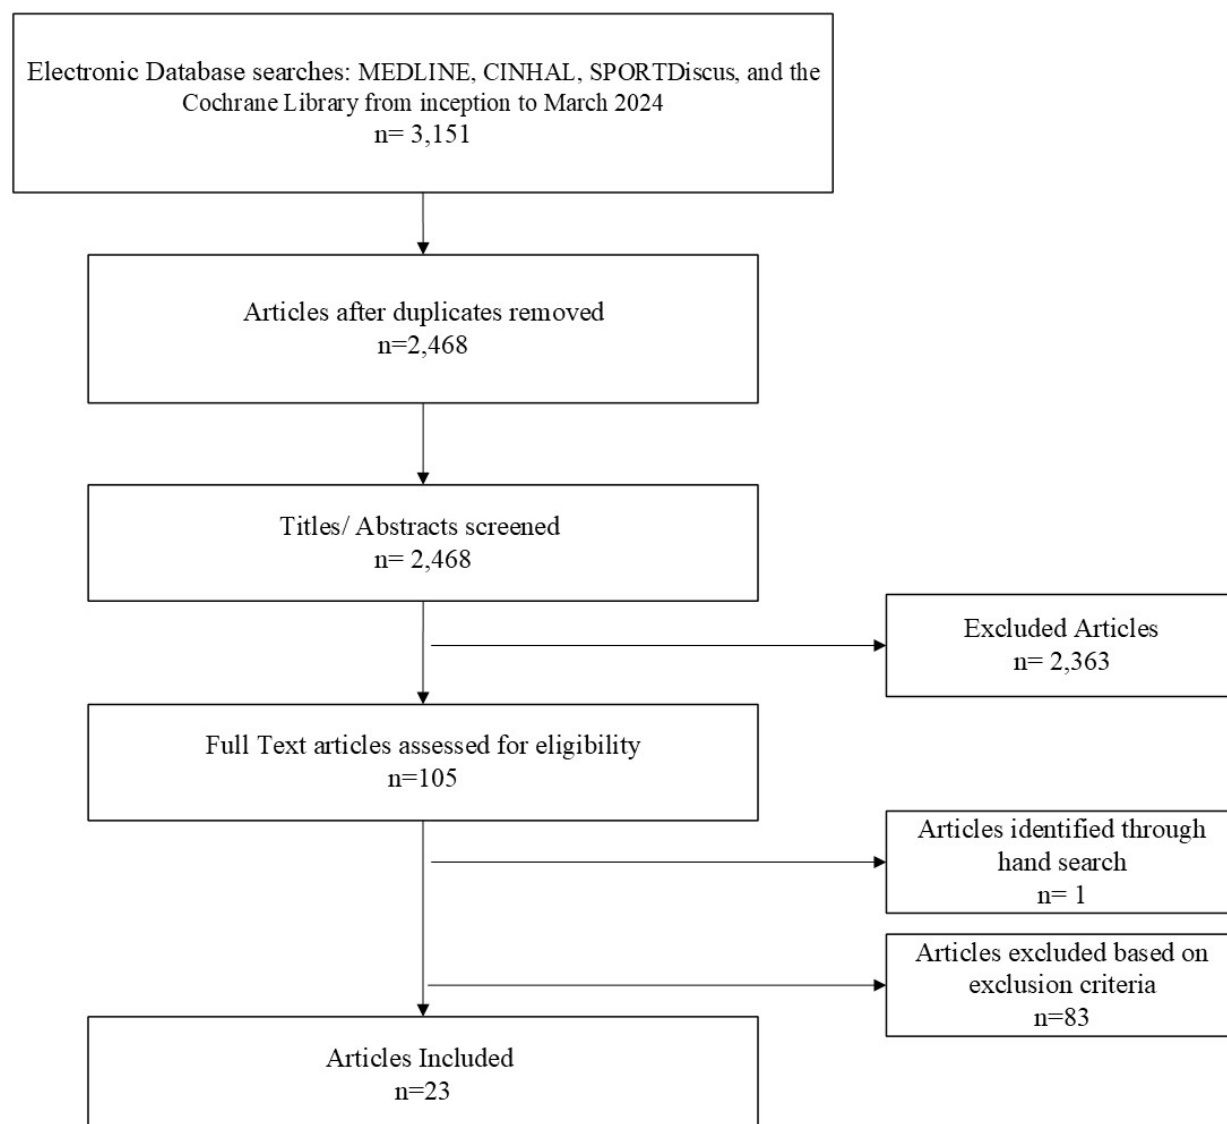 Electronic Database searches: MEDLINE, CINHAL, SPORTDiscus, and the
Cochrane Library from inception to March 2024
n= 3,151
Articles after duplicates removed
n=2,468
Titles/ Abstracts screened
n= 2,468
Excluded Articles
n= 2,363
Full Text articles assessed for eligibility
n=105
Articles identified through
hand search
n= 1
Articles excluded based on
exclusion criteria
n=83
Articles Included
n=23